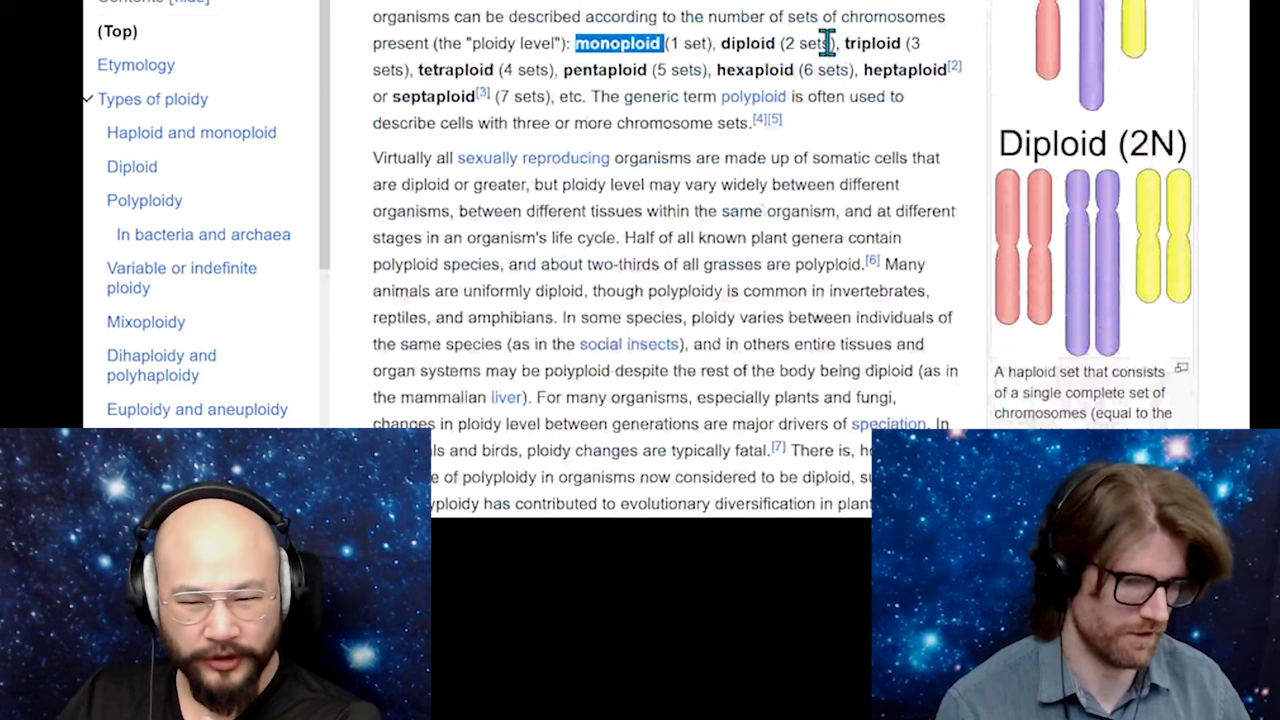 Contents [hide]
(Top)
Etymology
Types of ploidy
Haploid and monoploid
Diploid
Polyploidy
In bacteria and archaea
Variable or indefinite
ploidy
Mixoploidy
Dihaploidy and
polyhaploidy
Euploidy and aneuploidy
organisms can be described according to the number of sets of chromosomes
present (the "ploidy level"): monoploid (1 set), diploid (2 sets), triploid (3
sets), tetraploid (4 sets), pentaploid (5 sets), hexaploid (6 sets), heptaploid[2]
or septaploid[3] (7 sets), etc. The generic term polyploid is often used to
describe cells with three or more chromosome sets.[4][5]
Virtually all sexually reproducing organisms are made up of somatic cells that
are diploid or greater, but ploidy level may vary widely between different
organisms, between different tissues within the same organism, and at different
stages in an organism's life cycle. Half of all known plant genera contain
polyploid species, and about two-thirds of all grasses are polyploid.[6] Many
animals are uniformly diploid, though polyploidy is common in invertebrates,
reptiles, and amphibians. In some species, ploidy varies between individuals of
the same species (as in the social insects), and in others entire tissues and
organ systems may be polyploid despite the rest of the body being diploid (as in
the mammalian liver). For many organisms, especially plants and fungi,
changes in ploidy level between generations are major drivers of speciation. In
ls and birds, ploidy changes are typically fatal.[7] There is, h
e of polyploidy in organisms now considered to be diploid, su
yploidy has contributed to evolutionary diversification in plant
Diploid (2N)
A haploid set that consists
of a single complete set of
chromosomes (equal to the